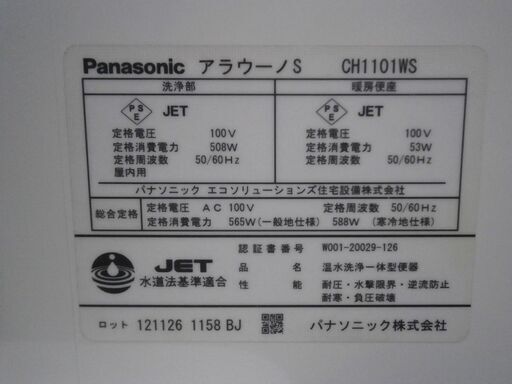 Panasonic アラウーノS CH1101WS
洗浄部 暖房便座
PS E JET PS E JET
定格電圧 100V 定格電圧 100V
定格消費電力 508W 定格消費電力 53W
定格周波数 50/60Hz 定格周波数 50/60Hz
屋内用
パナソニック エコソリューションズ住宅設備株式会社
総合定格 定格電圧 AC 100V 定格周波数 50/60Hz
定格消費電力 565W(一般地仕様) 588W (寒冷地仕様)
認証書番号 W001-20029-126
JET 品名 温水洗浄一体型便器
水道法基準適合 性能 耐圧・水撃限界・逆流防止
耐寒・負圧破壊
ロット 121126 1158 BJ パナソニック株式会社